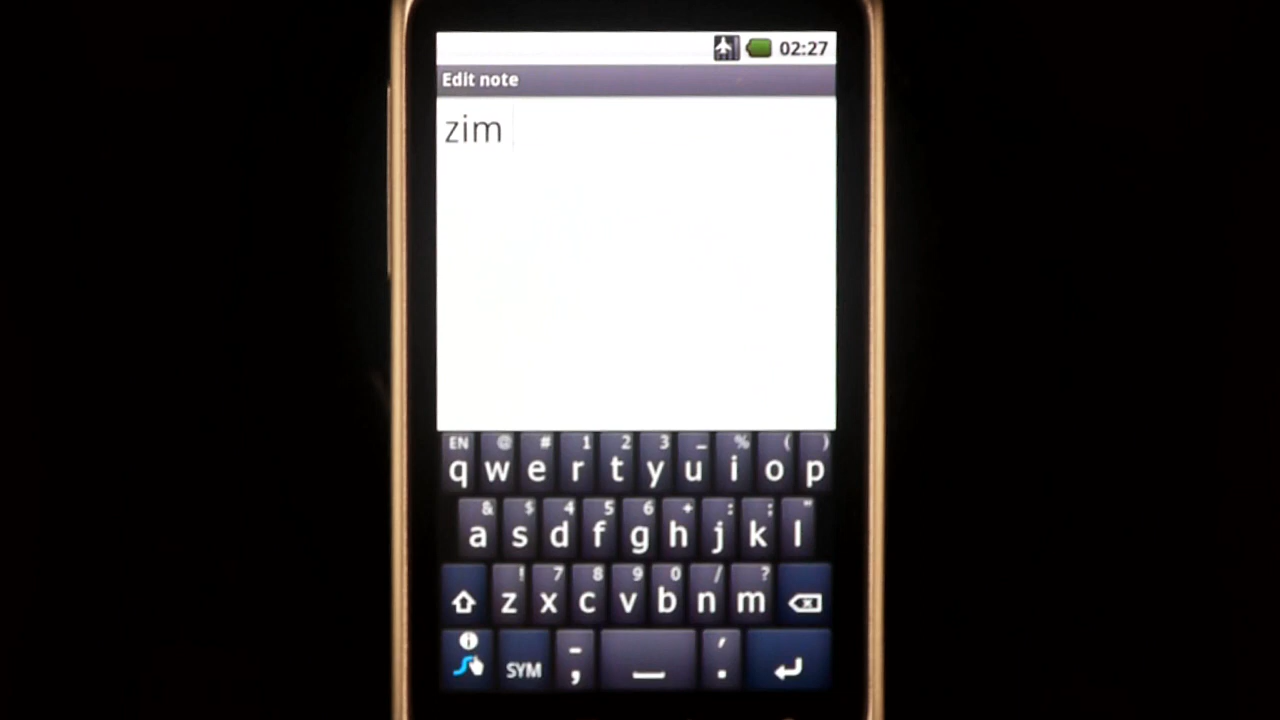 02:27
Edit note
zim
EN @ # 1 2 3 _ % ( )
q w e r t y u i o p
& $ 4 5 6 + : ; "
a s d f g h j k l
! 7 8 9 0 / ?
z x c v b n m
i - '
SYM , .